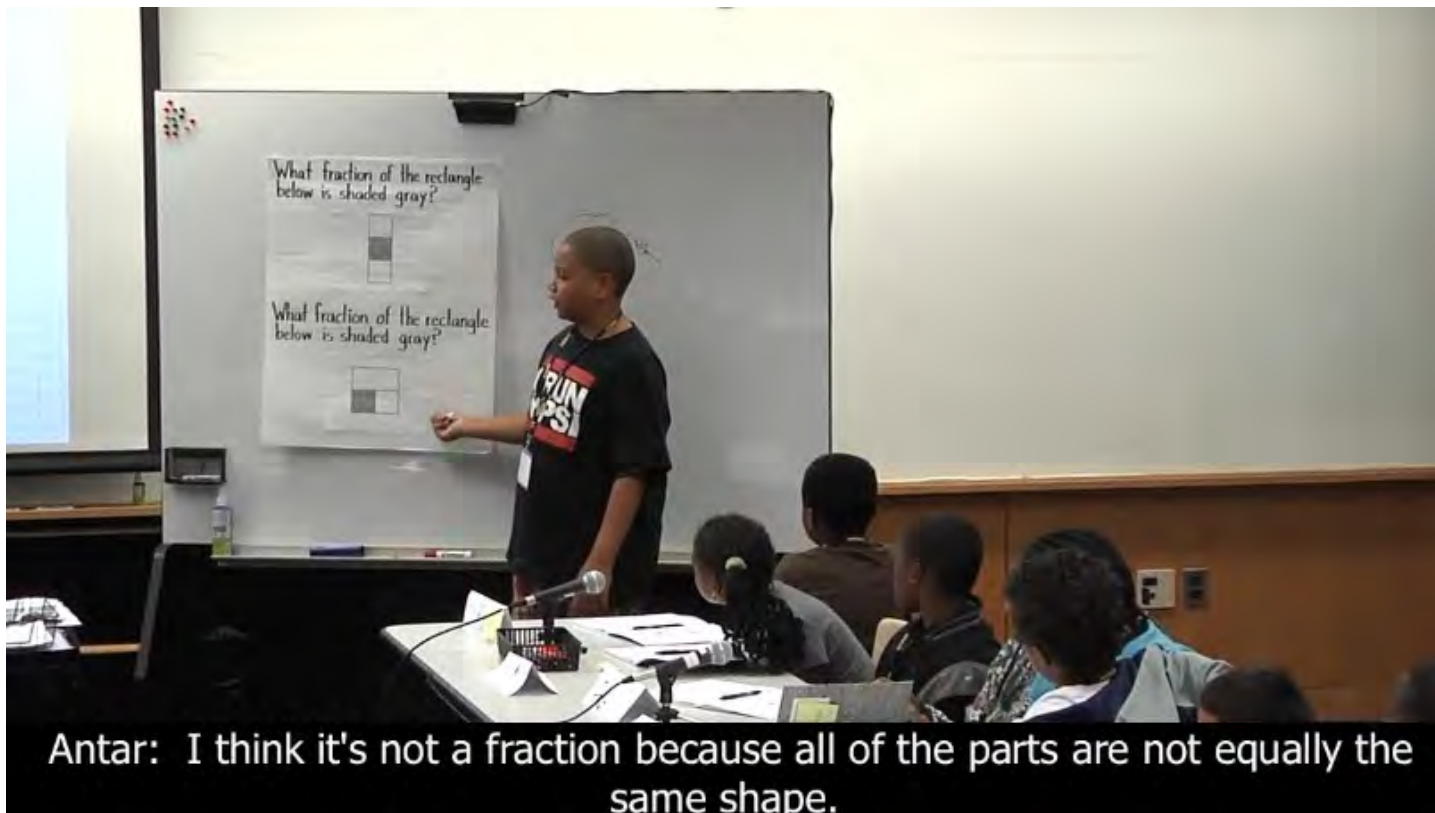 What fraction of the rectangle
below is shaded gray?
What fraction of the rectangle
below is shaded gray?
RUN
Antar: I think it's not a fraction because all of the parts are not equally the
same shape.